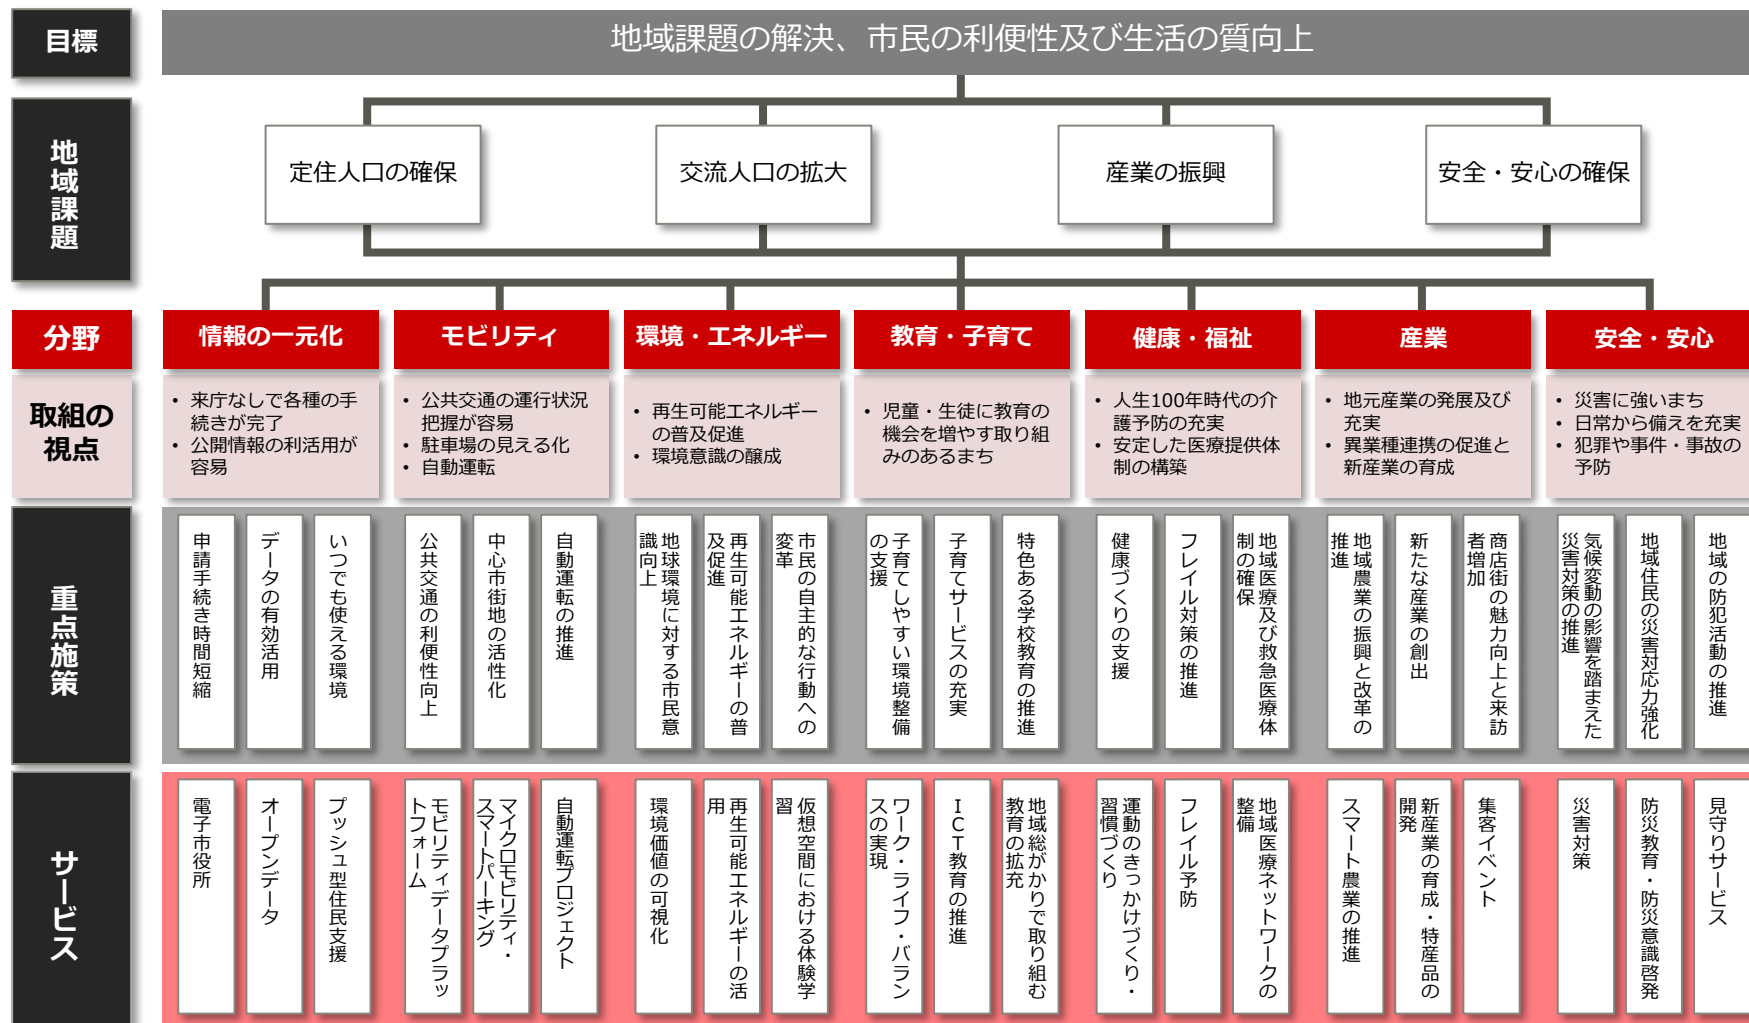 目標
地域課題の解決、市民の利便性及び生活の質向上
地域課題
定住人口の確保
交流人口の拡大
産業の振興
安全・安心の確保
分野
情報の一元化
モビリティ
環境・エネルギー
教育・子育て
健康・福祉
産業
安全・安心
取組の
視点
• 来庁なしで各種の手
続きが完了
• 公開情報の利活用が
容易
• 公共交通の運行状況
把握が容易
• 駐車場の見える化
• 自動運転
• 再生可能エネルギー
の普及促進
• 環境意識の醸成
• 児童・生徒に教育の
機会を増やす取り組
みのあるまち
• 人生100年時代の介
護予防の充実
• 安定した医療提供体
制の構築
• 地元産業の発展及び
充実
• 異業種連携の促進と
新産業の育成
• 災害に強いまち
• 日常から備えを充実
• 犯罪や事件・事故の
予防
重点施策
申請手続き時間短縮
データの有効活用
いつでも使える環境
公共交通の利便性向上
中心市街地の活性化
自動運転の推進
地球環境に対する市民意
識向上
再生可能エネルギーの普
及促進
市民の自主的な行動への
変革
子育てしやすい環境整備
の支援
子育てサービスの充実
特色ある学校教育の推進
健康づくりの支援
フレイル対策の推進
地域医療及び救急医療体
制の確保
地域農業の振興と改革の
推進
新たな産業の創出
商店街の魅力向上と来訪
者増加
気候変動の影響を踏まえた
災害対策の推進
地域住民の災害対応力強化
地域の防犯活動の推進
サービス
電子市役所
オープンデータ
プッシュ型住民支援
モビリティデータプラッ
トフォーム
マイクロモビリティ・
スマートパーキング
自動運転プロジェクト
環境価値の可視化
再生可能エネルギーの活
用
仮想空間における体験学
習
ワーク・ライフ・バラン
スの実現
ICT教育の推進
地域総がかりで取り組む
教育の拡充
運動のきっかけづくり・
習慣づくり
フレイル予防
地域医療ネットワークの
整備
スマート農業の推進
新産業の育成・特産品の
開発
集客イベント
災害対策
防災教育・防災意識啓発
見守りサービス